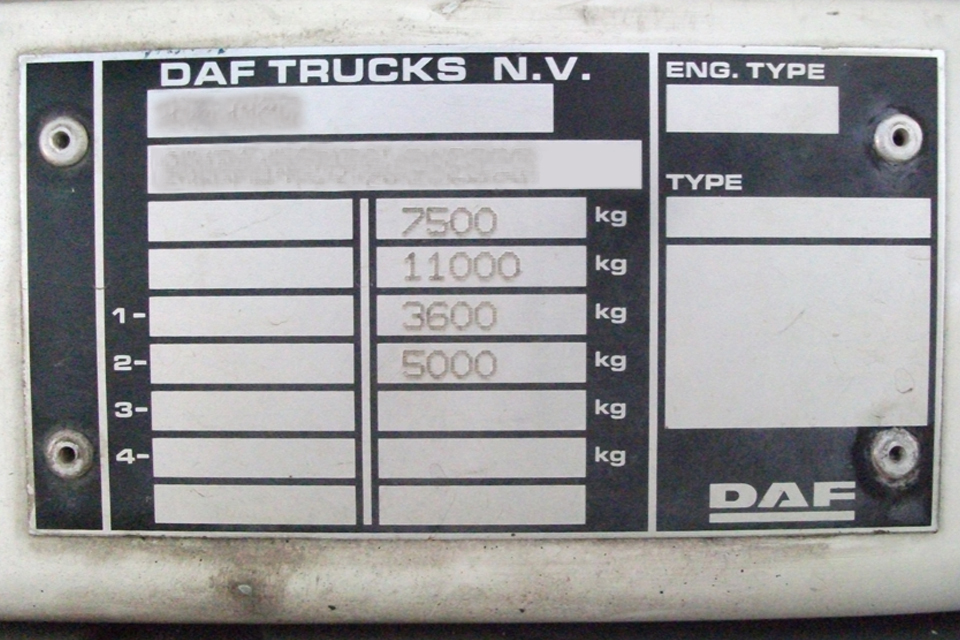 DAF TRUCKS N.V.
7500 kg
11000 kg
1- 3600 kg
2- 5000 kg
3- kg
4- kg
ENG. TYPE
TYPE
DAF